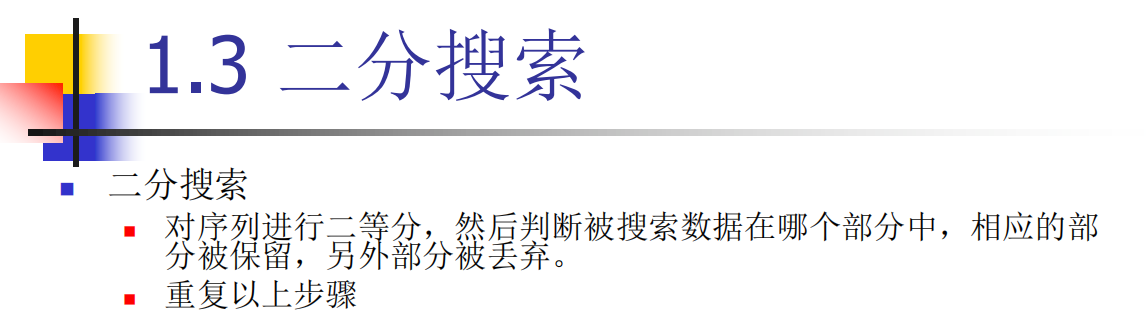 1.3 二分搜索
二分搜索
对序列进行二等分，然后判断被搜索数据在哪个部分中，相应的部
分被保留，另外部分被丢弃。
重复以上步骤